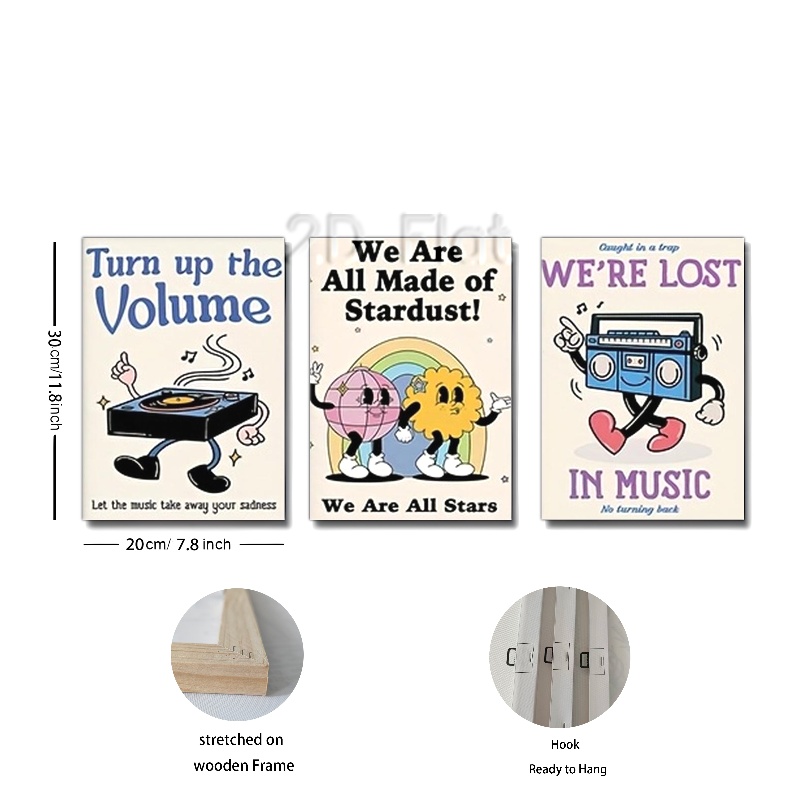 2D Flat
Turn up the
Volume
Let the music take away your sadness
We Are
All Made of
Stardust!
We Are All Stars
Caught in a trap
WE'RE LOST
IN MUSIC
No turning back
30cm/11.8inch
20cm/ 7.8 inch
stretched on
wooden Frame
Hook
Ready to Hang